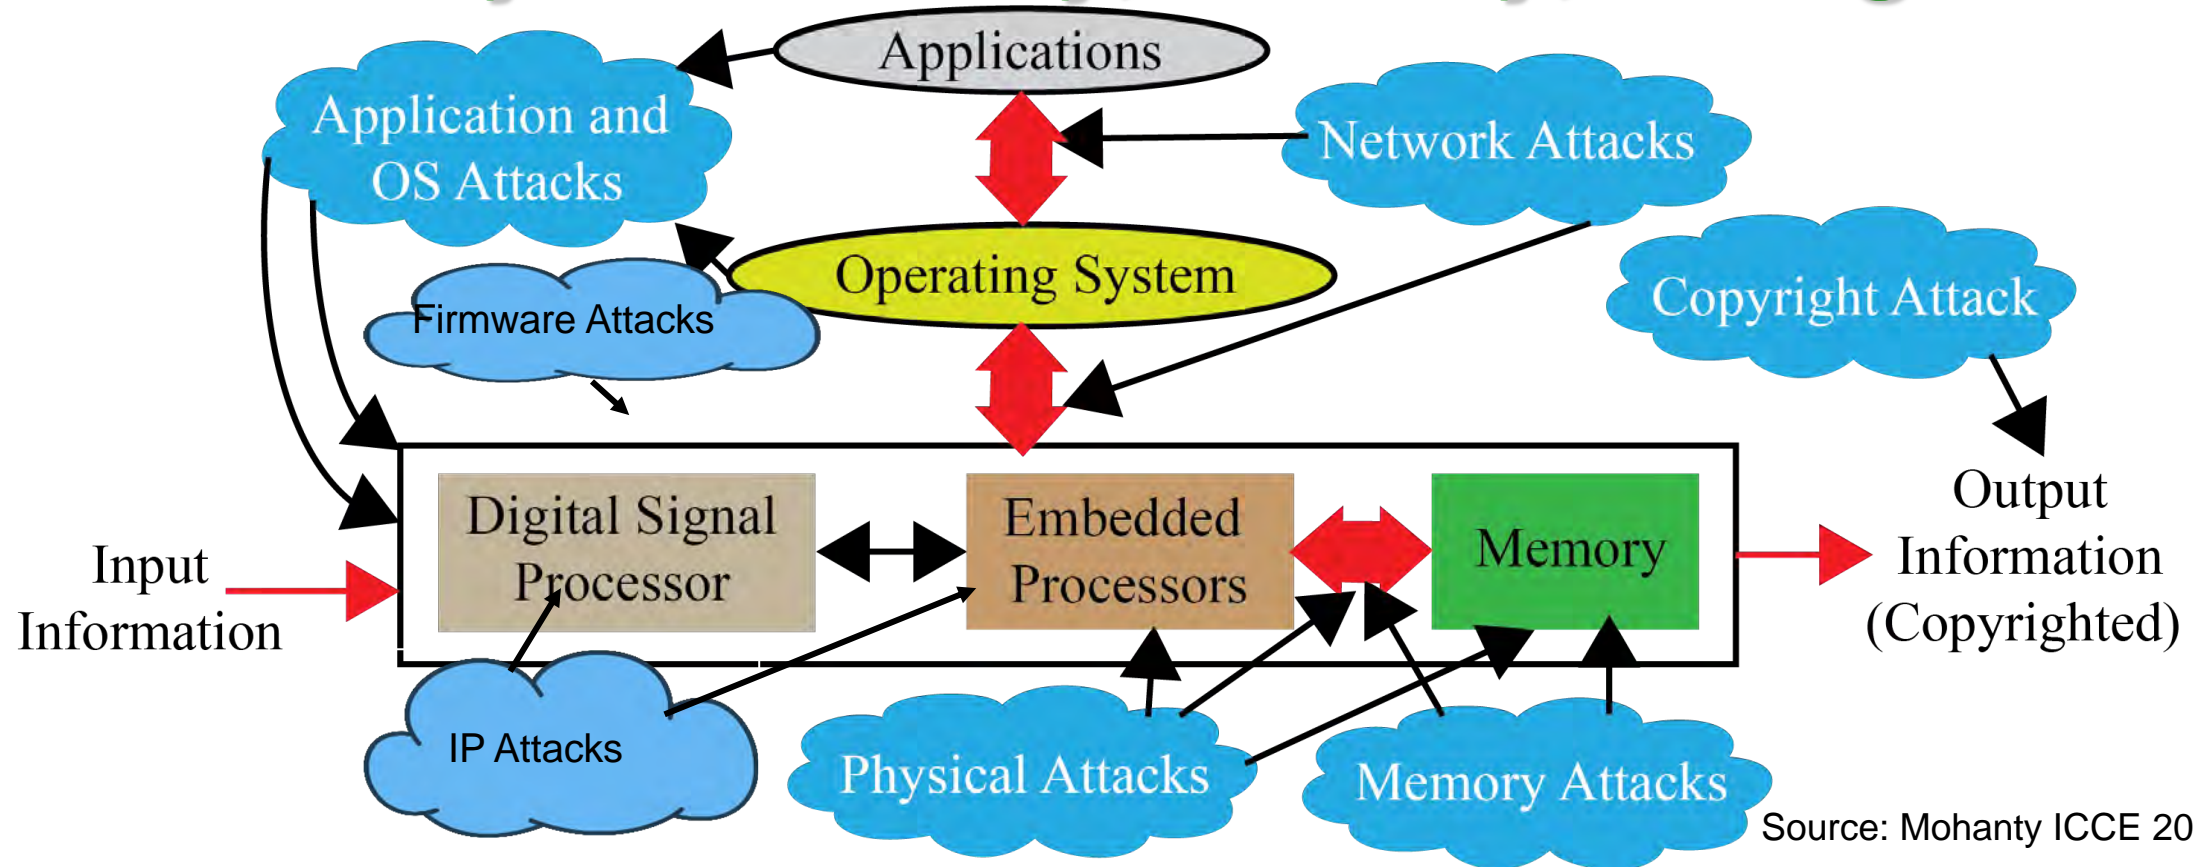 Applications
Application and
OS Attacks
Network Attacks
Operating System
Firmware Attacks
Copyright Attack
Digital Signal
Processor
Embedded
Processors
Memory
Input
Information
Output
Information
(Copyrighted)
IP Attacks
Physical Attacks
Memory Attacks
Source: Mohanty ICCE 20